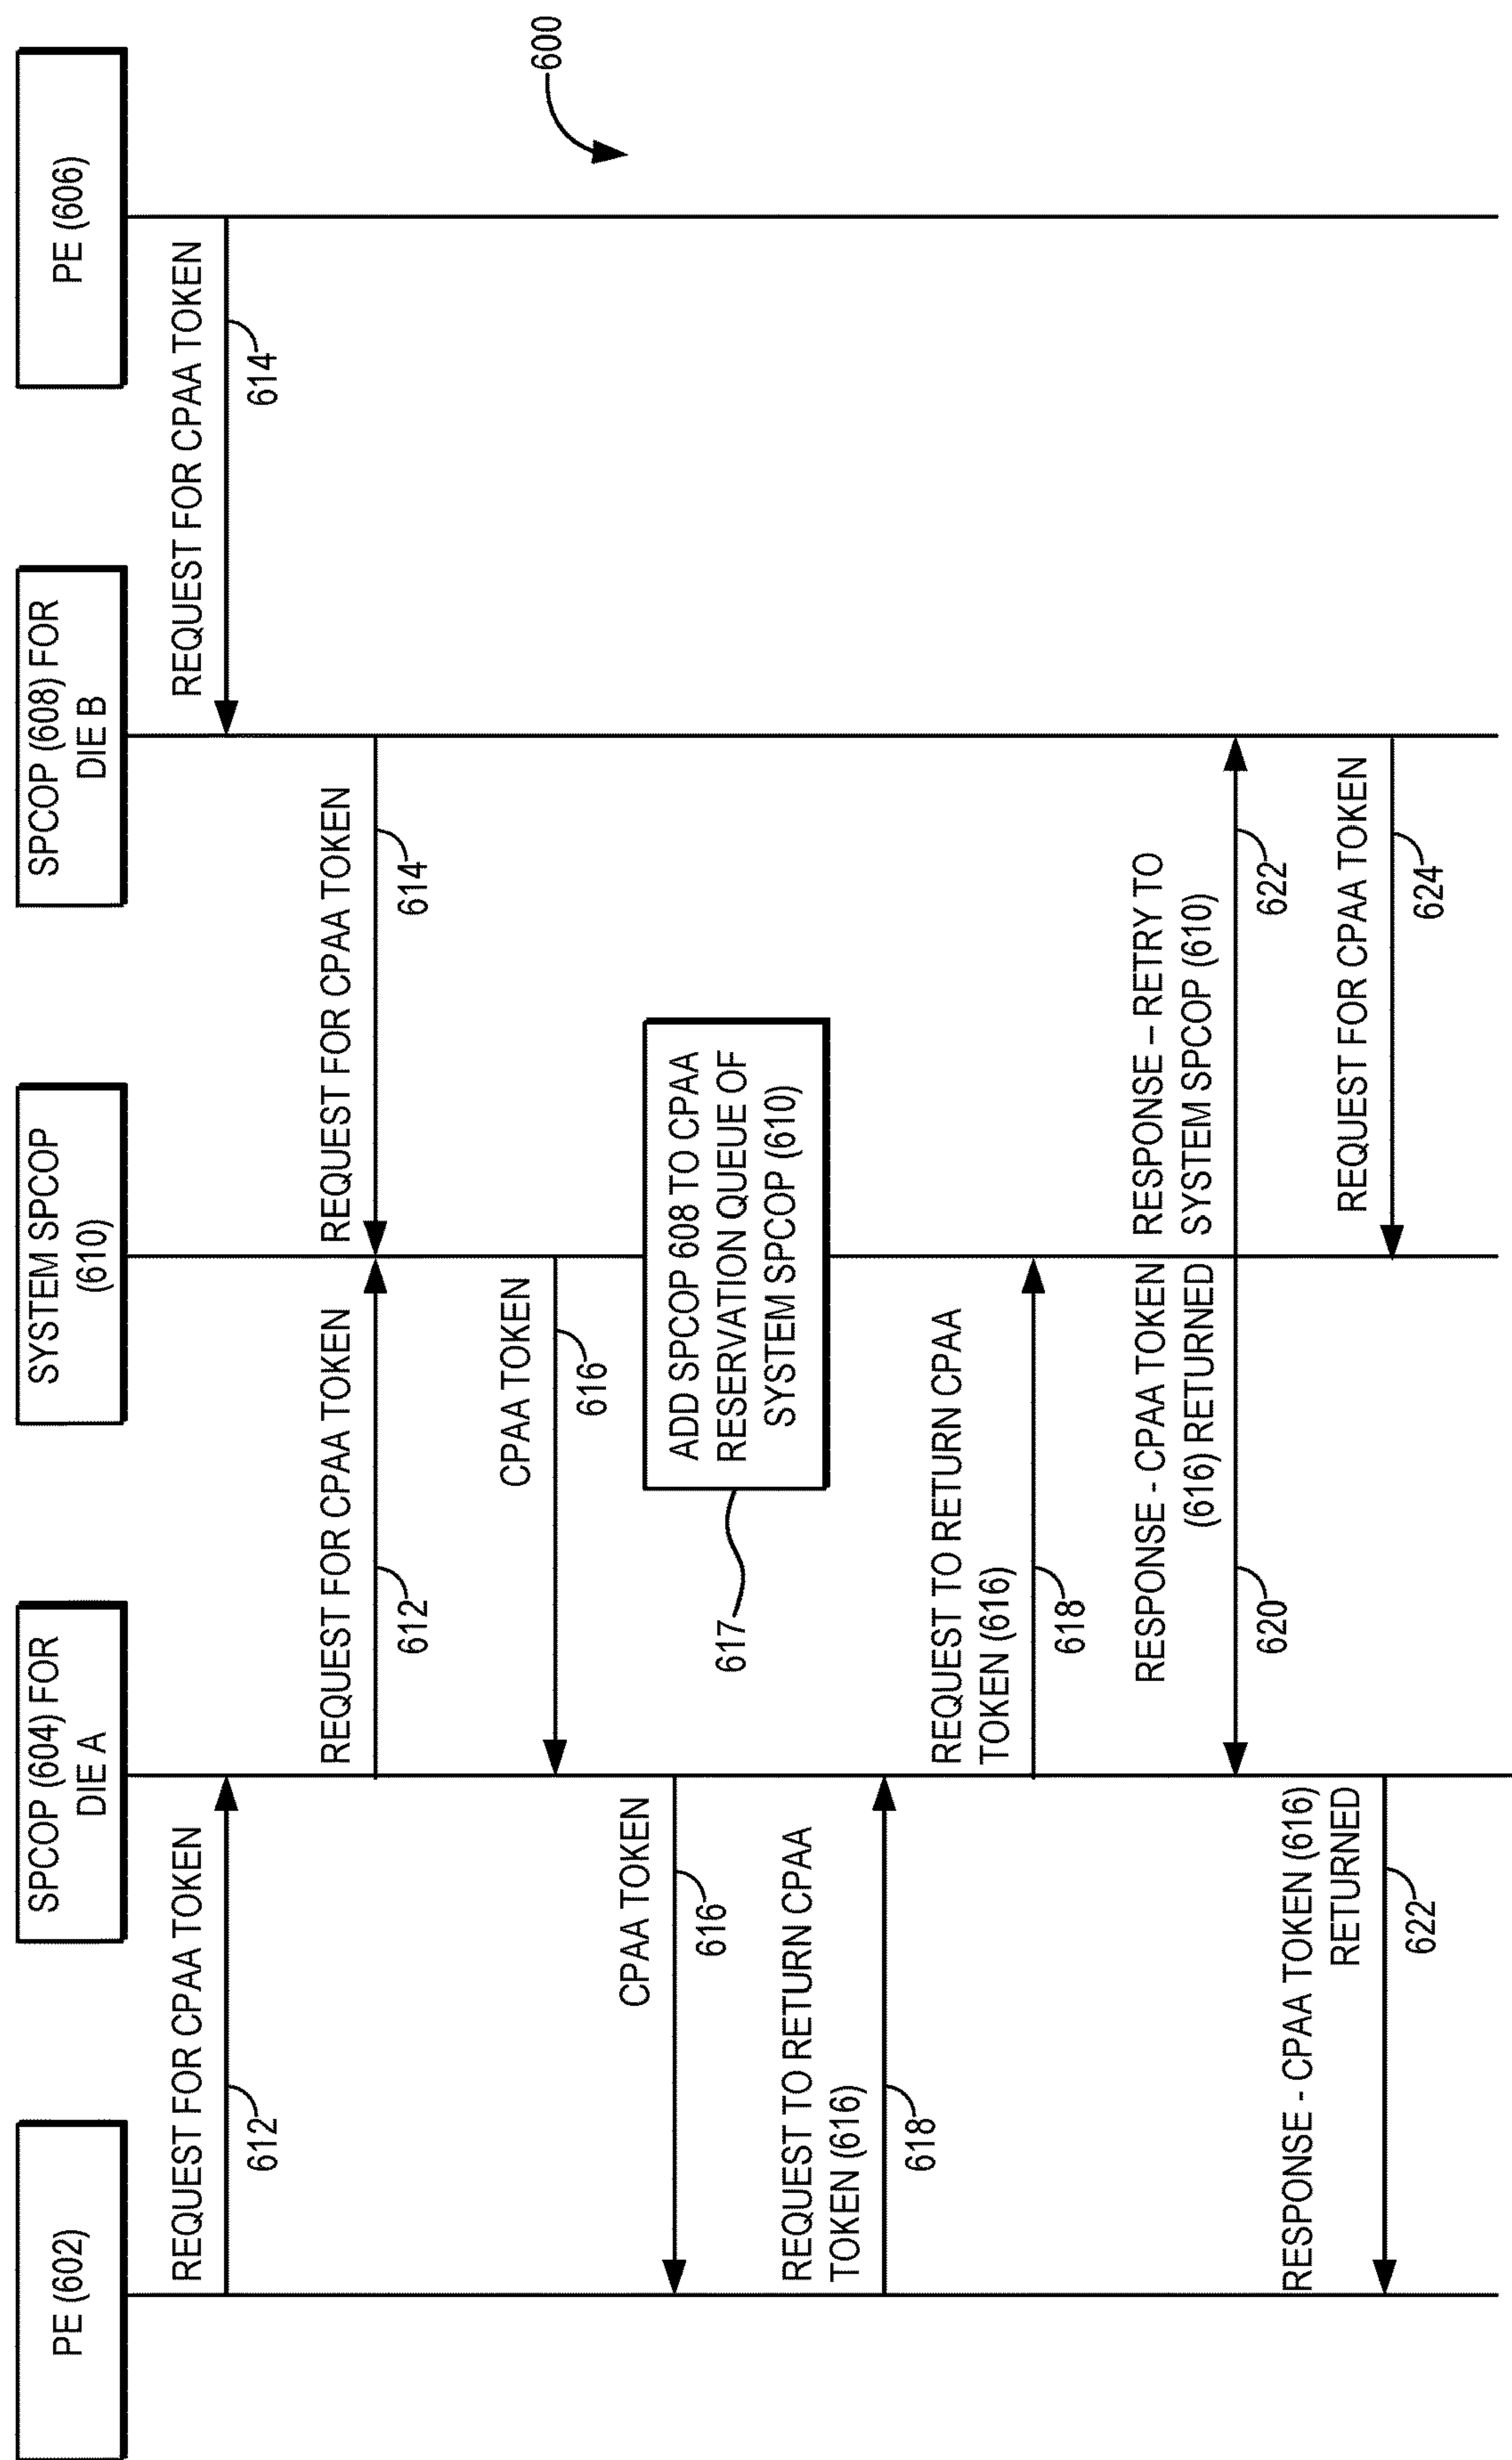 PE (602)
SPCOP (604) FOR
DIE A
SYSTEM SPCOP
(610)
SPCOP (608) FOR
DIE B
PE (606)
REQUEST FOR CPAA TOKEN
612
REQUEST FOR CPAA TOKEN
614
600
REQUEST FOR CPAA TOKEN
612
REQUEST FOR CPAA TOKEN
614
CPAA TOKEN
616
CPAA TOKEN
616
ADD SPCOP 608 TO CPAA
RESERVATION QUEUE OF
SYSTEM SPCOP (610)
617
REQUEST TO RETURN CPAA
TOKEN (616)
618
REQUEST TO RETURN CPAA
TOKEN (616)
618
RESPONSE - CPAA TOKEN
(616) RETURNED
620
RESPONSE – RETRY TO
SYSTEM SPCOP (610)
622
RESPONSE - CPAA TOKEN (616)
RETURNED
622
REQUEST FOR CPAA TOKEN
624